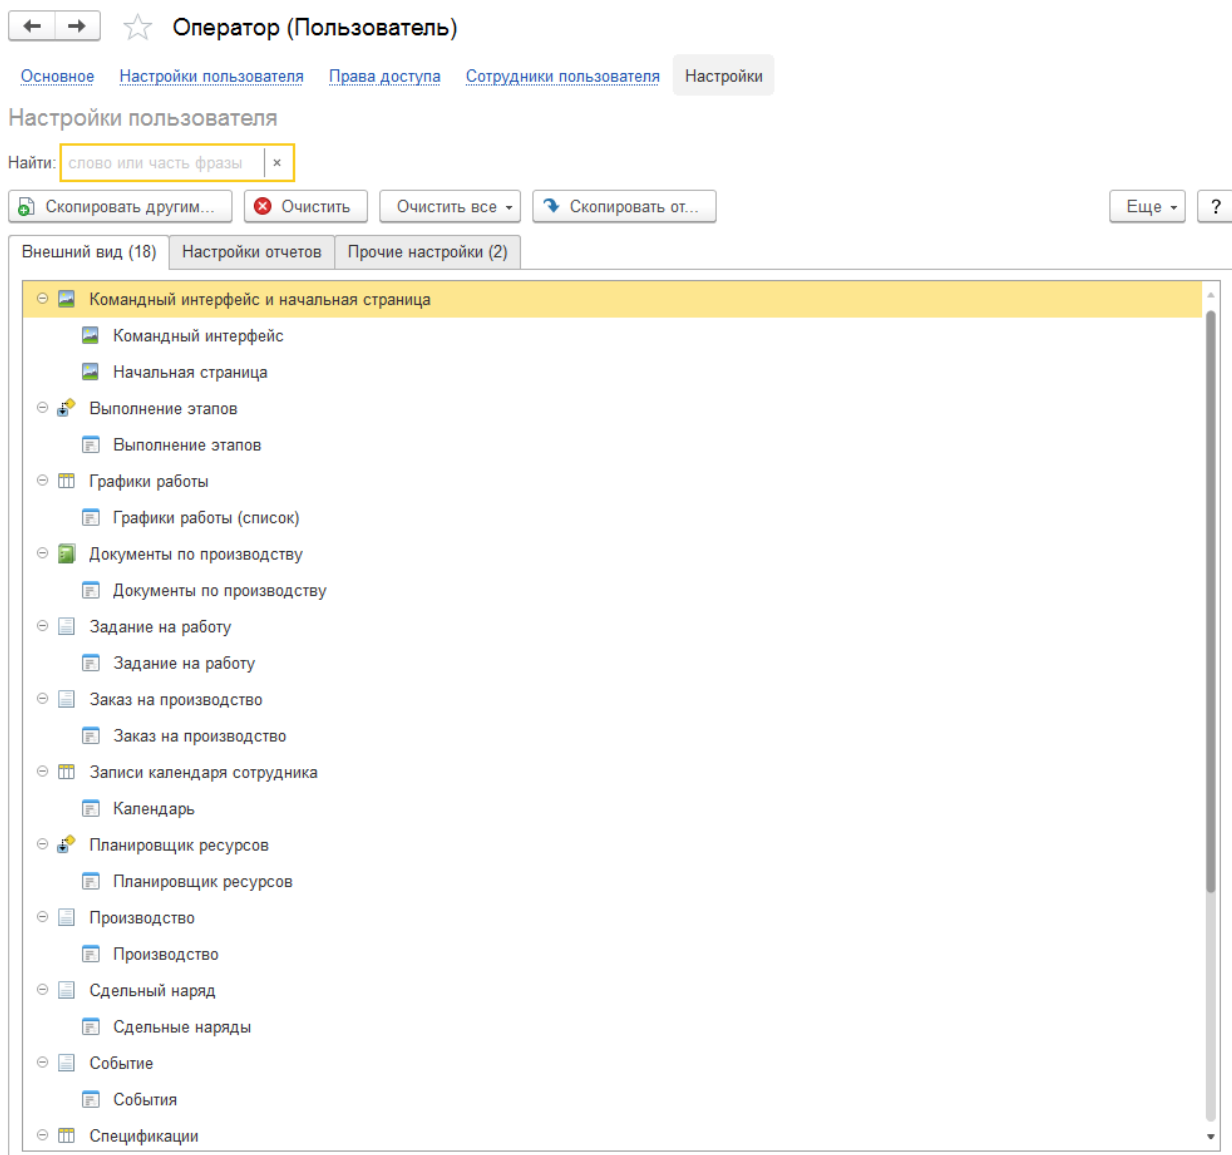 Оператор (Пользователь)
Основное Настройки пользователя Права доступа Сотрудники пользователя Настройки
Настройки пользователя
Найти: слово или часть фразы ×
Скопировать другим... Очистить Очистить все Скопировать от... Еще ?
Внешний вид (18) Настройки отчетов Прочие настройки (2)
Командный интерфейс и начальная страница
Командный интерфейс
Начальная страница
Выполнение этапов
Выполнение этапов
Графики работы
Графики работы (список)
Документы по производству
Документы по производству
Задание на работу
Задание на работу
Заказ на производство
Заказ на производство
Записи календаря сотрудника
Календарь
Планировщик ресурсов
Планировщик ресурсов
Производство
Производство
Сдельный наряд
Сдельные наряды
Событие
События
Спецификации